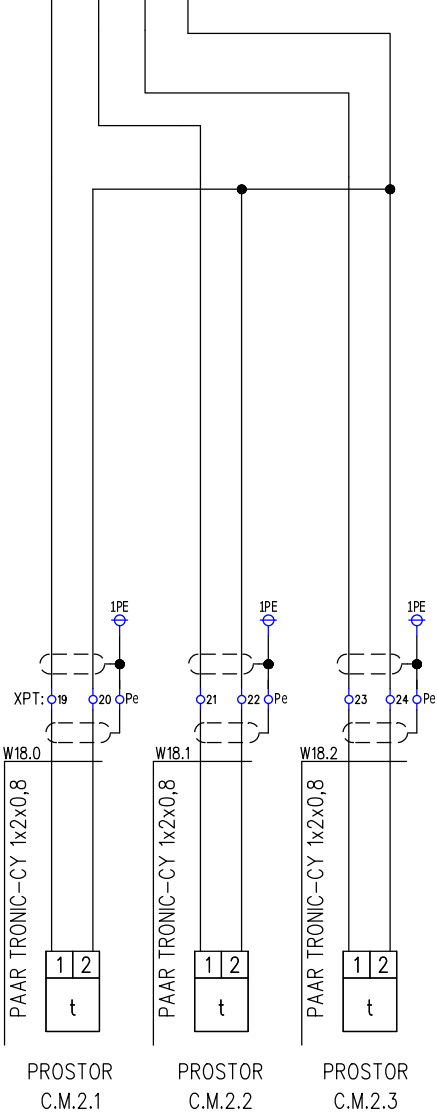 1PE 1PE 1PE
XPT: 19 20 Pe 21 22 Pe 23 24 Pe
W18.0 W18.1 W18.2
PAAR TRONIC-CY 1x2x0,8
PAAR TRONIC-CY 1x2x0,8
PAAR TRONIC-CY 1x2x0,8
1 2 1 2 1 2
t t t
PROSTOR PROSTOR PROSTOR
C.M.2.1 C.M.2.2 C.M.2.3